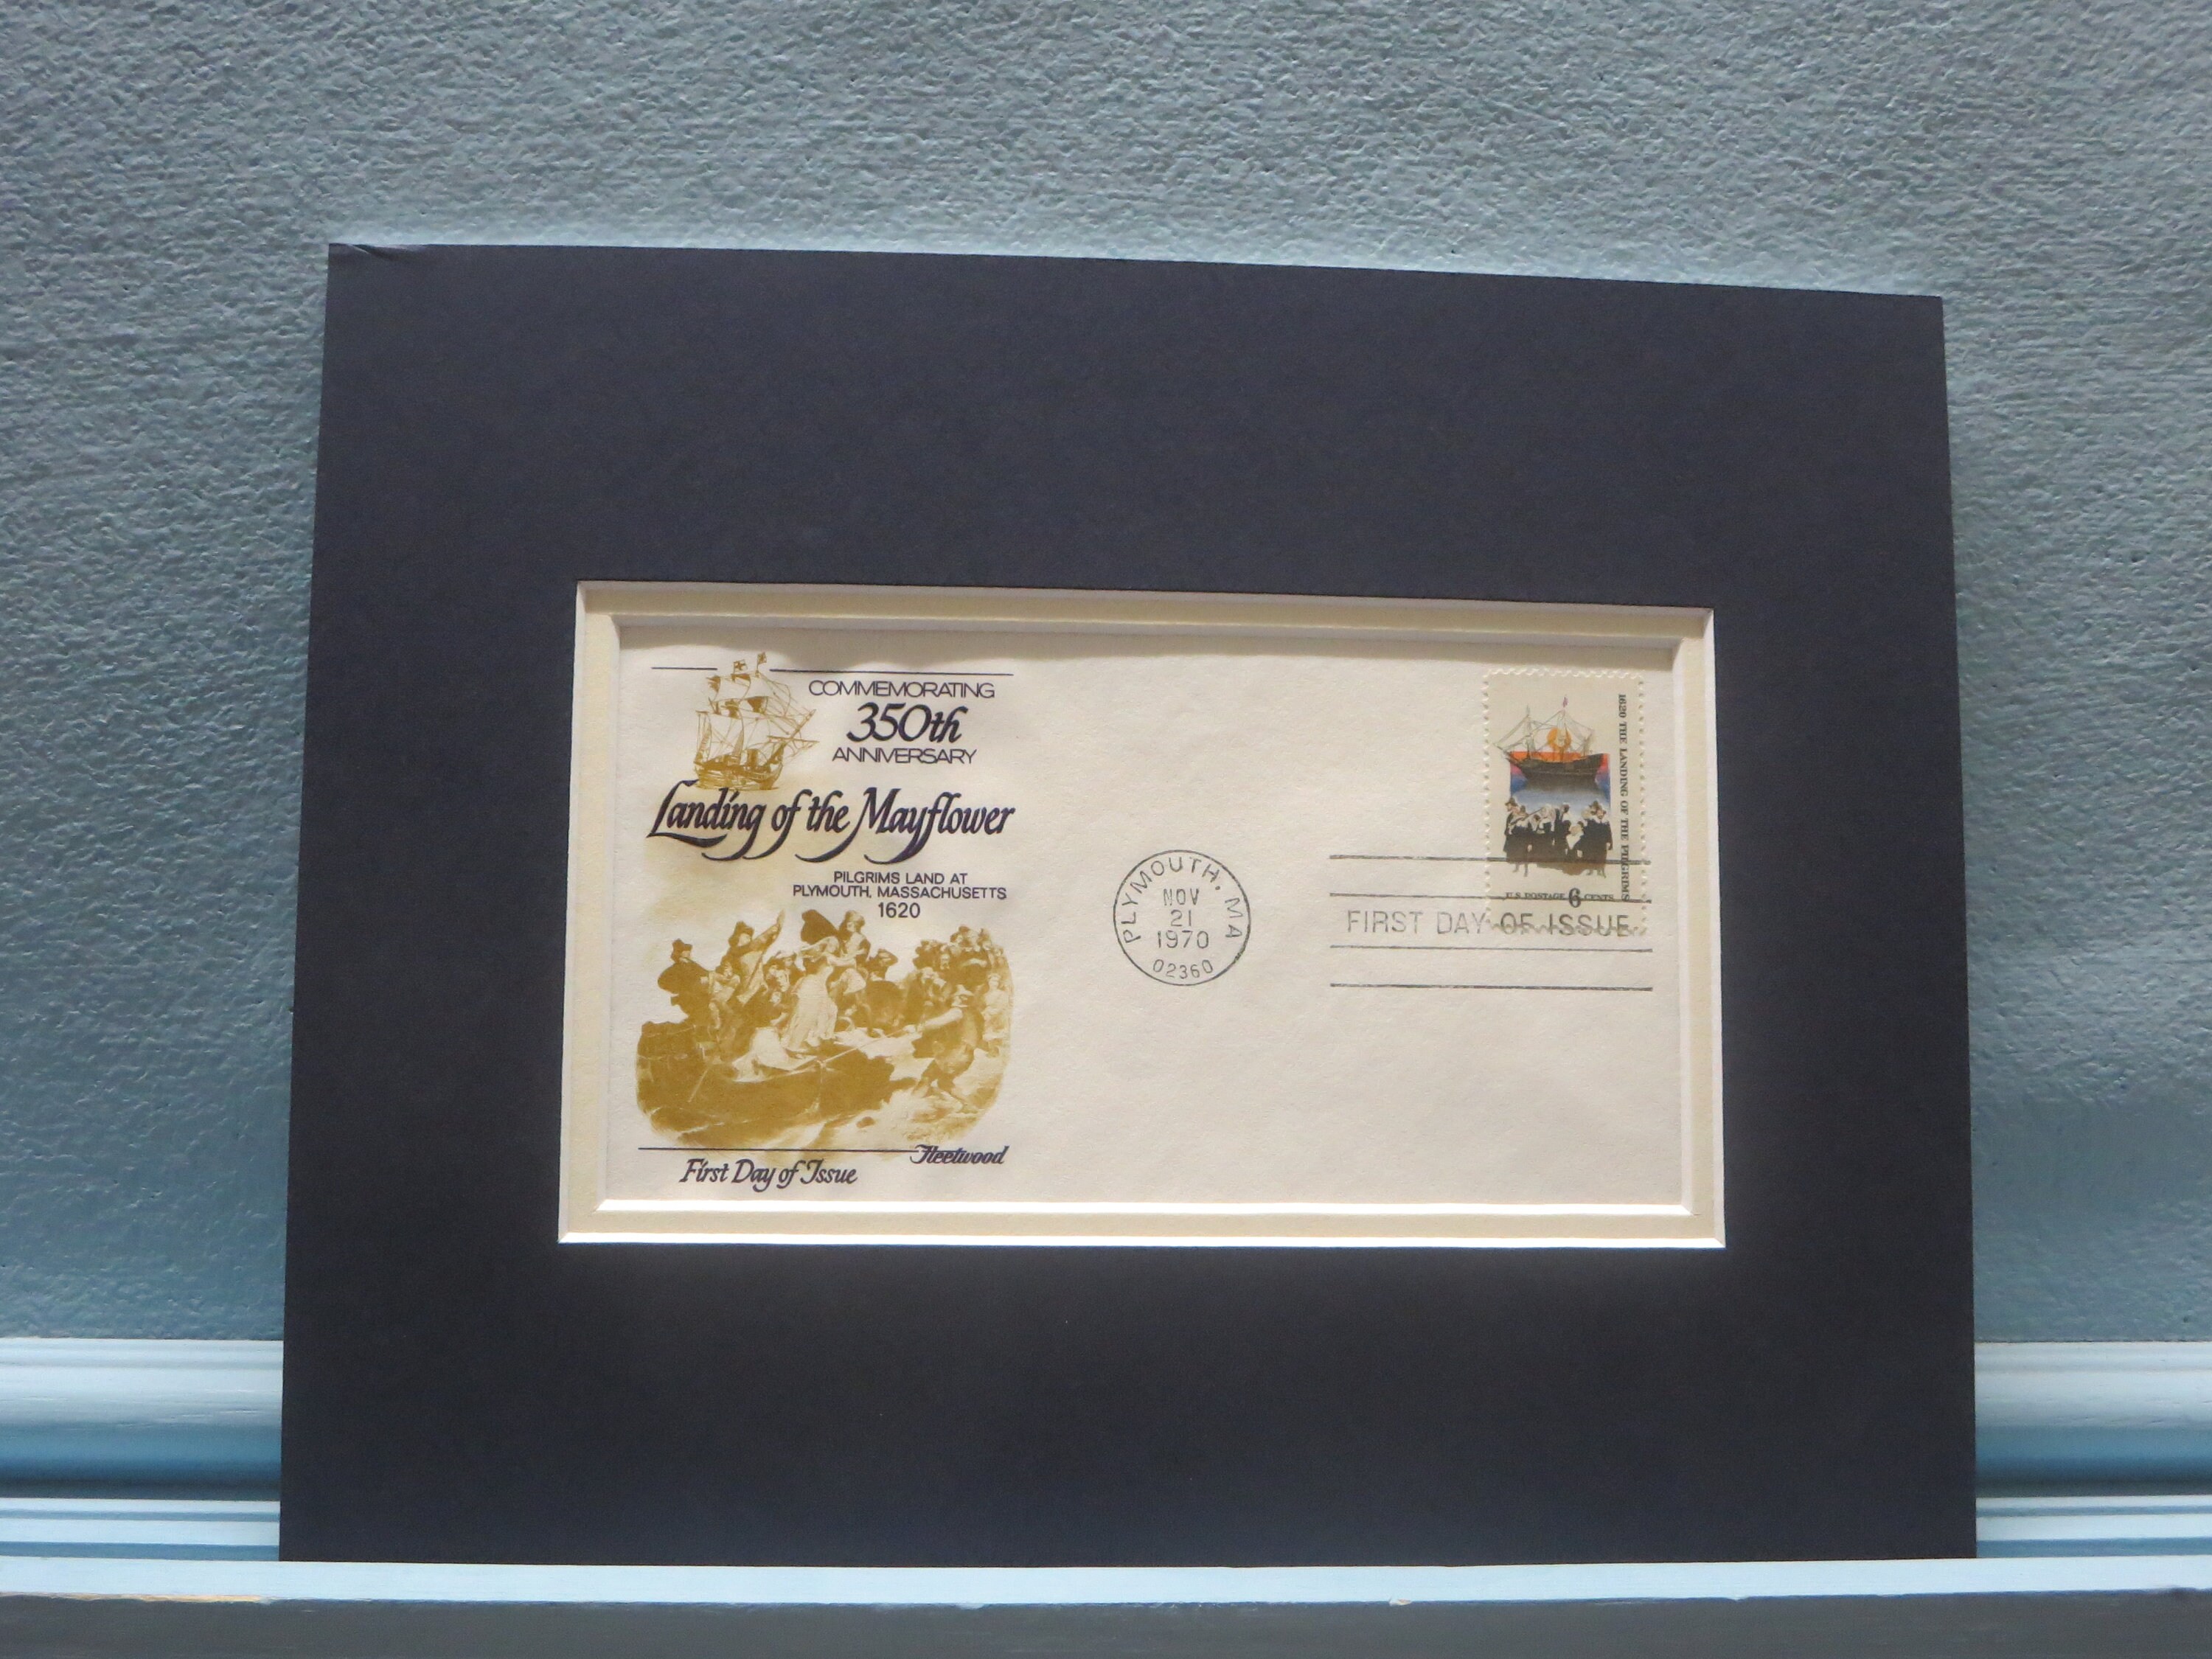 COMMEMORATING
350th
ANNIVERSARY
Landing of the Mayflower
PILGRIMS LAND AT
PLYMOUTH, MASSACHUSETTS
1620
Fleetwood
First Day of Issue
PLYMOUTH, MA
NOV
21
1970
02360
1620 THE LANDING OF THE PILGRIMS
U.S. POSTAGE 6 CENTS
FIRST DAY OF ISSUE